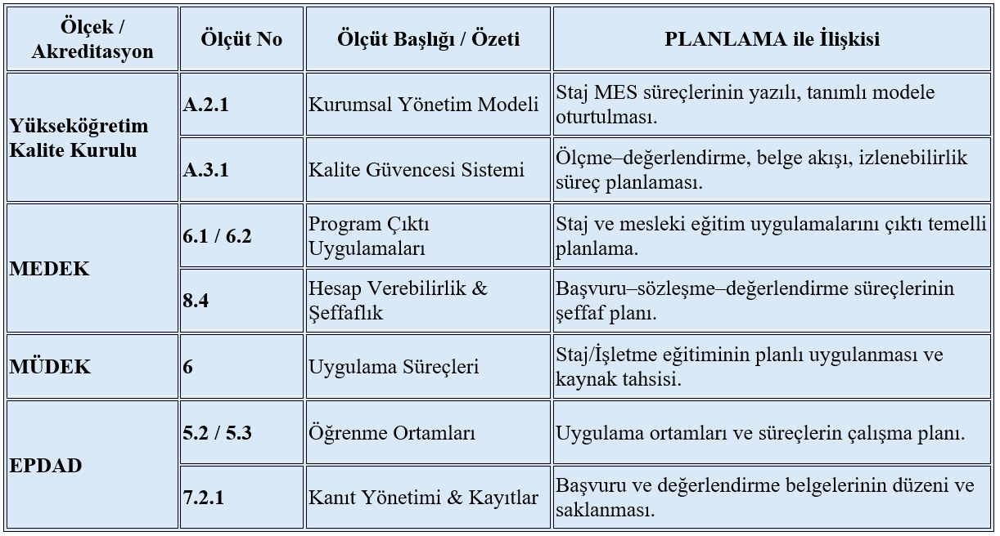 Ölçek /
Akreditasyon
Ölçüt No
Ölçüt Başlığı / Özeti
PLANLAMA ile İlişkisi
Yükseköğretim
Kalite Kurulu
A.2.1
Kurumsal Yönetim Modeli
Staj MES süreçlerinin yazılı, tanımlı modele
oturtulması.
A.3.1
Kalite Güvencesi Sistemi
Ölçme–değerlendirme, belge akışı, izlenebilirlik
süreç planlaması.
MEDEK
6.1 / 6.2
Program Çıktı
Uygulamaları
Staj ve mesleki eğitim uygulamalarını çıktı temelli
planlama.
8.4
Hesap Verebilirlik &
Şeffaflık
Başvuru–sözleşme–değerlendirme süreçlerinin
şeffaf planı.
MÜDEK
6
Uygulama Süreçleri
Staj/İşletme eğitiminin planlı uygulanması ve
kaynak tahsisi.
EPDAD
5.2 / 5.3
Öğrenme Ortamları
Uygulama ortamları ve süreçlerin çalışma planı.
7.2.1
Kanıt Yönetimi & Kayıtlar
Başvuru ve değerlendirme belgelerinin düzeni ve
saklanması.